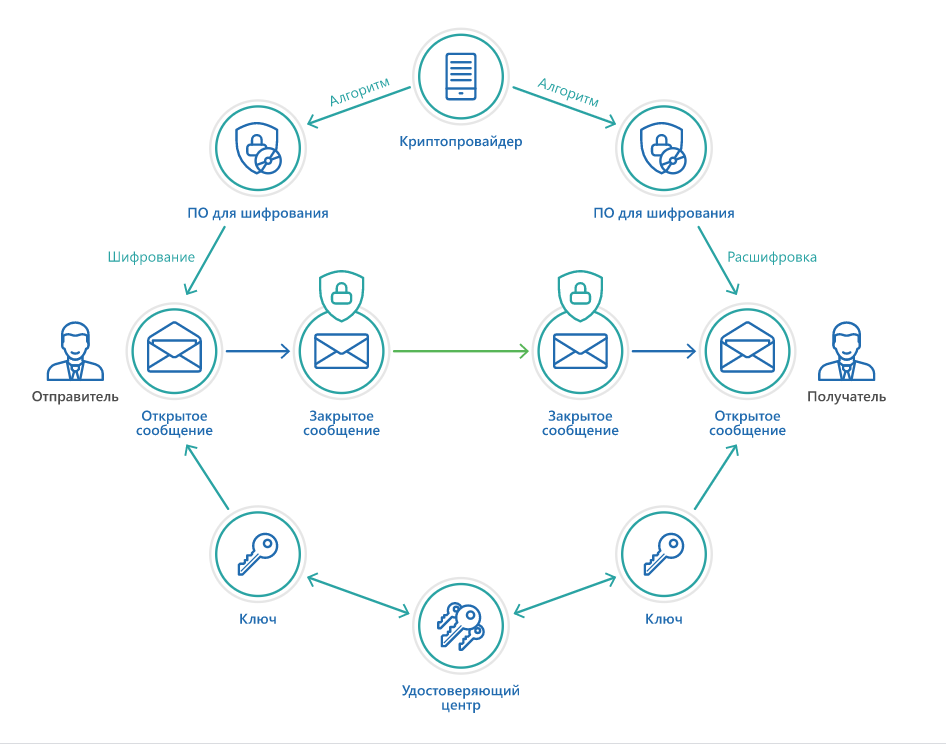 Алгоритм
Алгоритм
Криптопровайдер
ПО для шифрования
ПО для шифрования
Шифрование
Расшифровка
Отправитель
Получатель
Открытое
сообщение
Закрытое
сообщение
Закрытое
сообщение
Открытое
сообщение
Ключ
Ключ
Удостоверяющий
центр